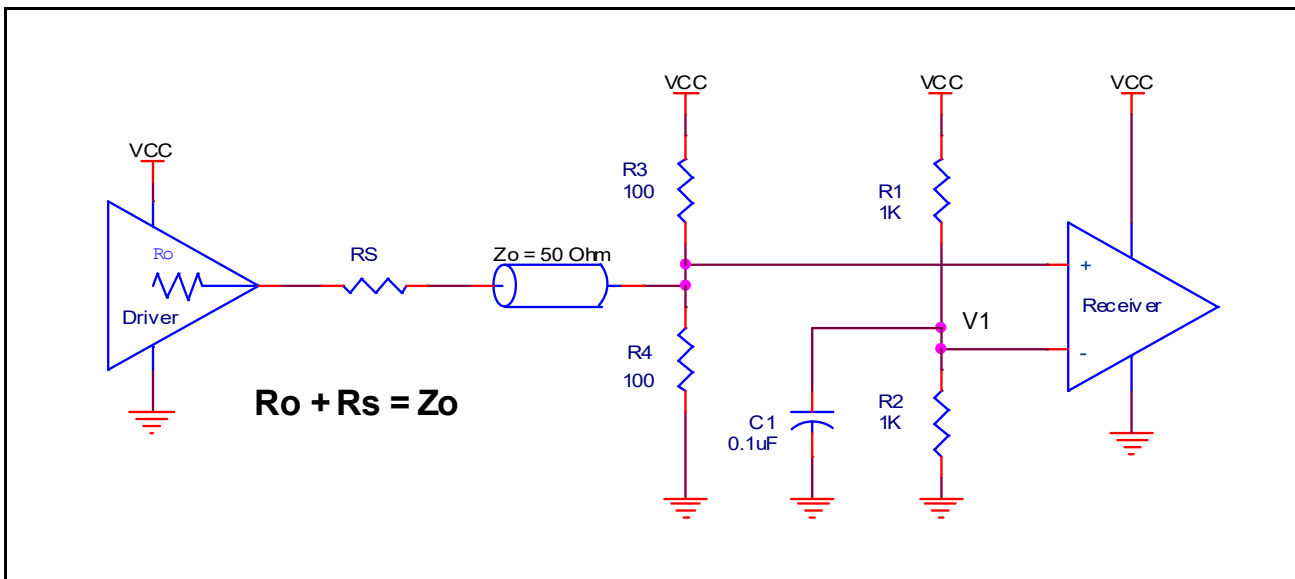 VCC
Ro
Driver
RS
Zo = 50 Ohm
Ro + Rs = Zo
VCC
R3
100
R4
100
VCC
R1
1K
V1
C1
0.1uF
R2
1K
VCC
+
Receiver
-